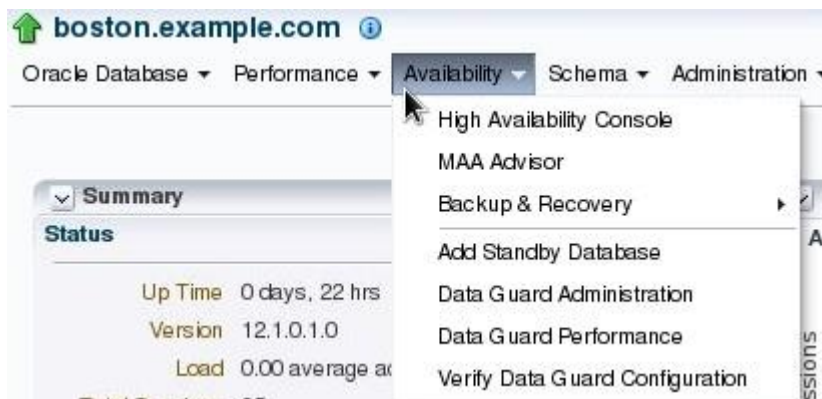 boston.example.com
Oracle Database Performance Availability Schema Administration
High Availability Console
MAA Advisor
Backup & Recovery
Add Standby Database
Data Guard Administration
Data Guard Performance
Verify Data Guard Configuration
Summary
Status
Up Time 0 days, 22 hrs
Version 12.1.0.1.0
Load 0.00 average